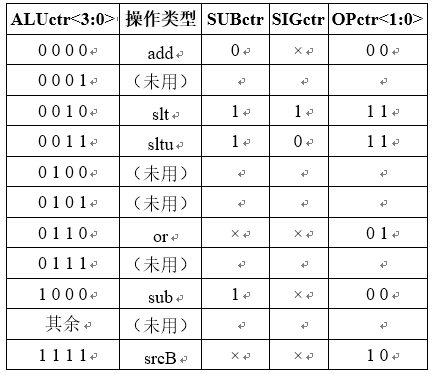 ALUctr<3:0> 操作类型 SUBctr SIGctr OPctr<1:0>
0 0 0 0 add 0 × 0 0
0 0 0 1 （未用）
0 0 1 0 slt 1 1 1 1
0 0 1 1 sltu 1 0 1 1
0 1 0 0 （未用）
0 1 0 1 （未用）
0 1 1 0 or × × 0 1
0 1 1 1 （未用）
1 0 0 0 sub 1 × 0 0
其余 （未用）
1 1 1 1 srcB × × 1 0